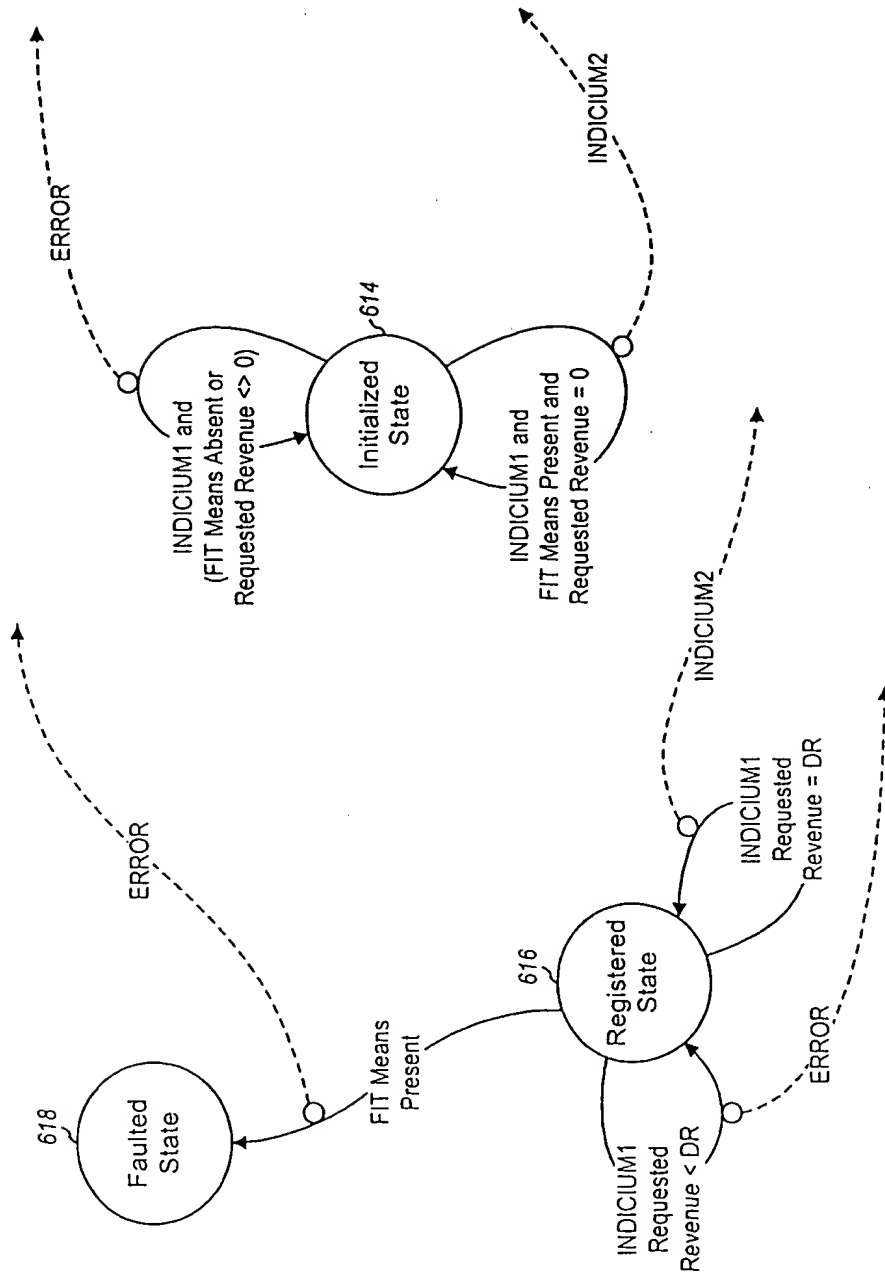 618
Faulted
State
ERROR
FIT Means
Present
616
Registered
State
INDICIUM1
Requested
Revenue < DR
ERROR
INDICIUM1
Requested
Revenue = DR
INDICIUM2
ERROR
INDICIUM1 and
(FIT Means Absent or
Requested Revenue <> 0)
614
Initialized
State
INDICIUM1 and
FIT Means Present and
Requested Revenue = 0
INDICIUM2